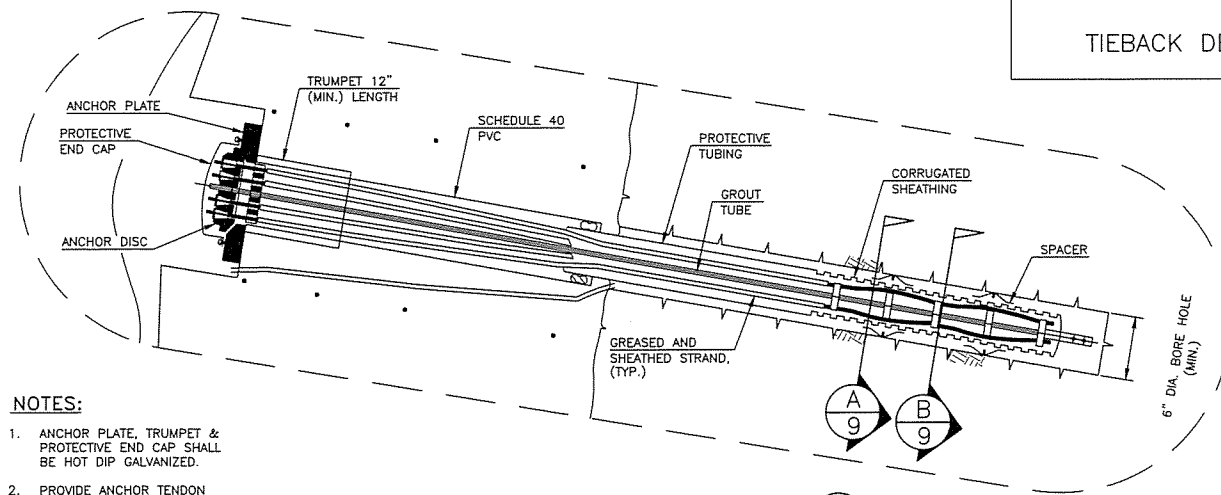 TIEBACK
TRUMPET 12"
(MIN.) LENGTH
ANCHOR PLATE
SCHEDULE 40
PVC
PROTECTIVE
END CAP
PROTECTIVE
TUBING
CORRUGATED
SHEATHING
GROUT
TUBE
SPACER
ANCHOR DISC
GREASED AND
SHEATHED STRAND,
(TYP.)
6" DIA. BORE HOLE
(MIN.)
A
9
B
9
NOTES:
1. ANCHOR PLATE, TRUMPET &
PROTECTIVE END CAP SHALL
BE HOT DIP GALVANIZED.
2. PROVIDE ANCHOR TENDON